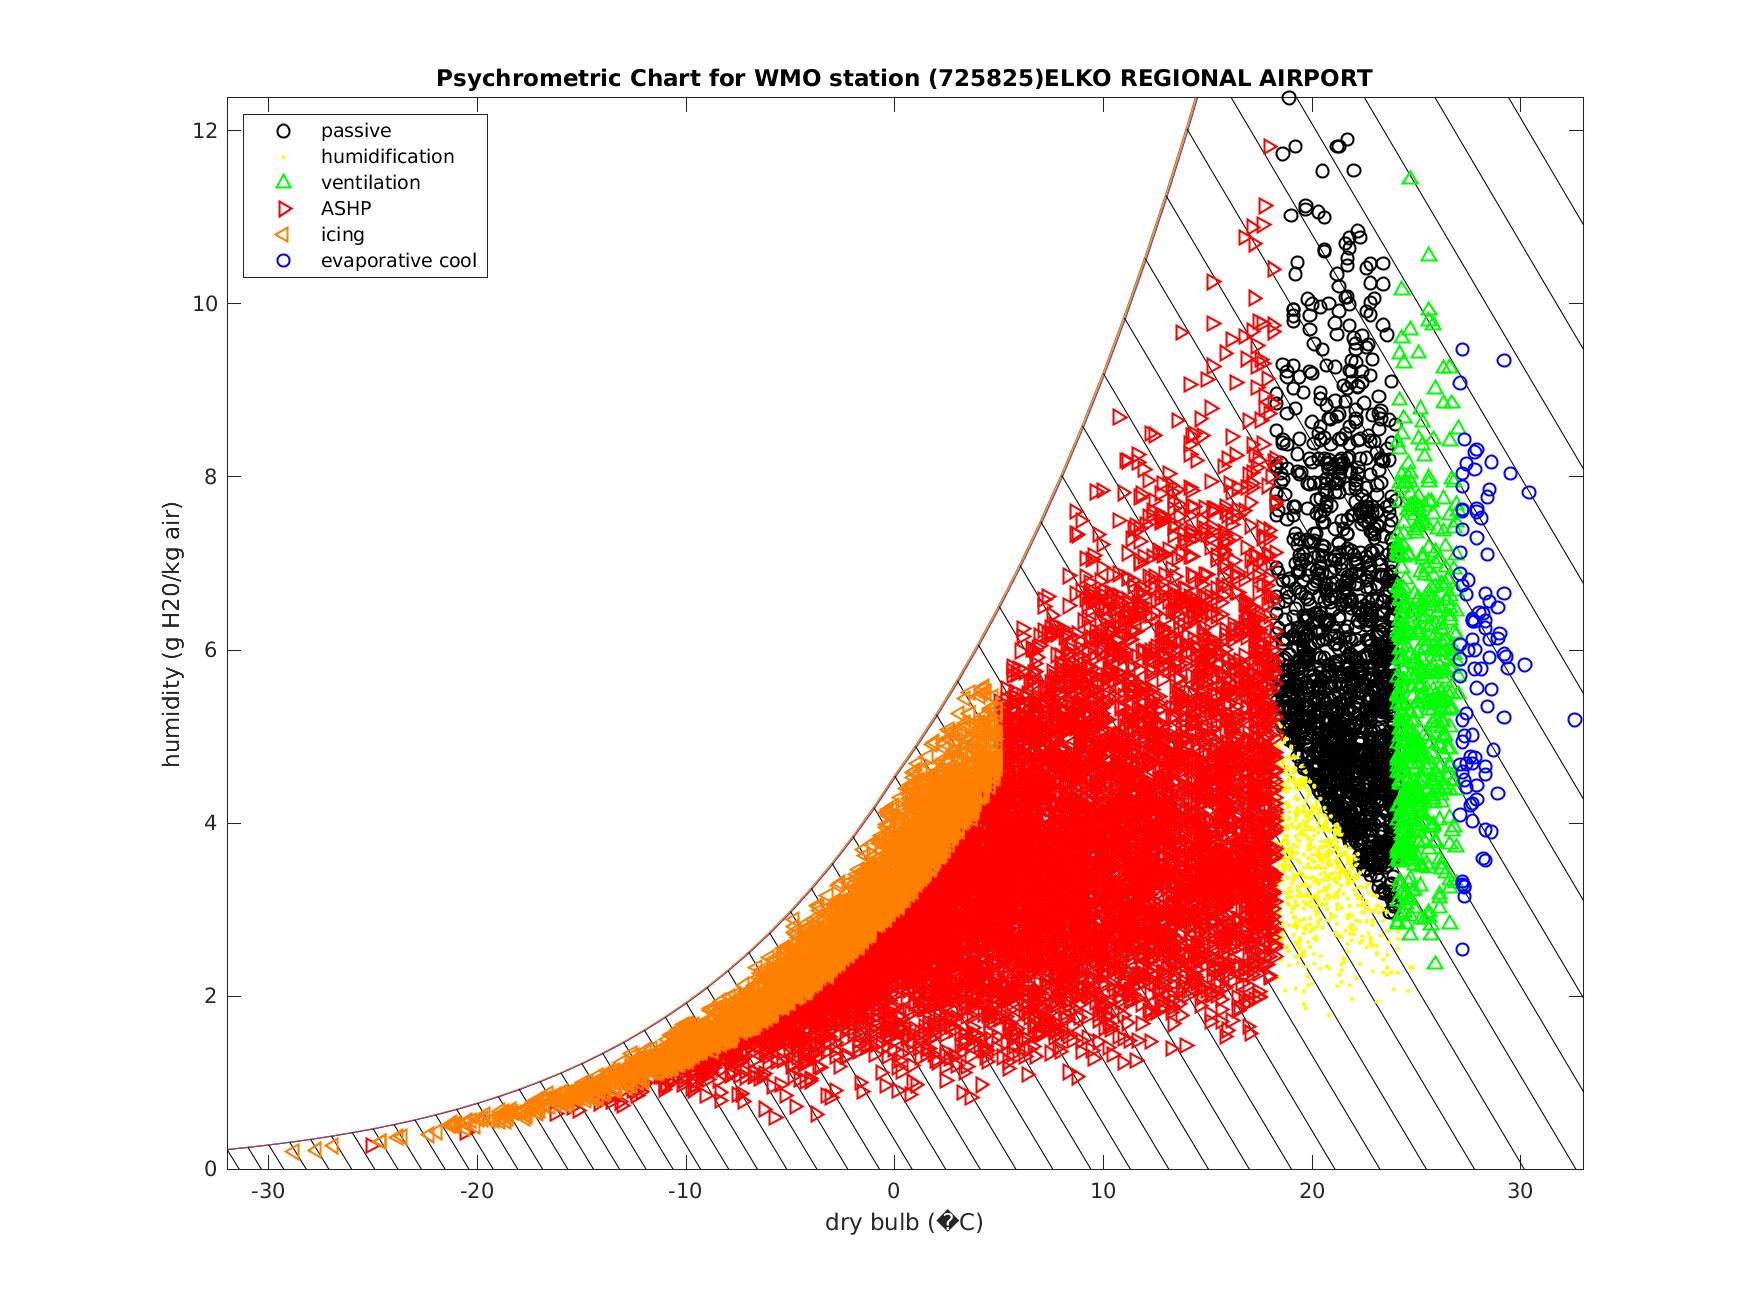 Psychrometric Chart for WMO station (725825)ELKO REGIONAL AIRPORT
passive
humidification
ventilation
ASHP
icing
evaporative cool
humidity (g H20/kg air)
12
10
8
6
4
2
0
-30 -20 -10 0 10 20 30
dry bulb (�C)